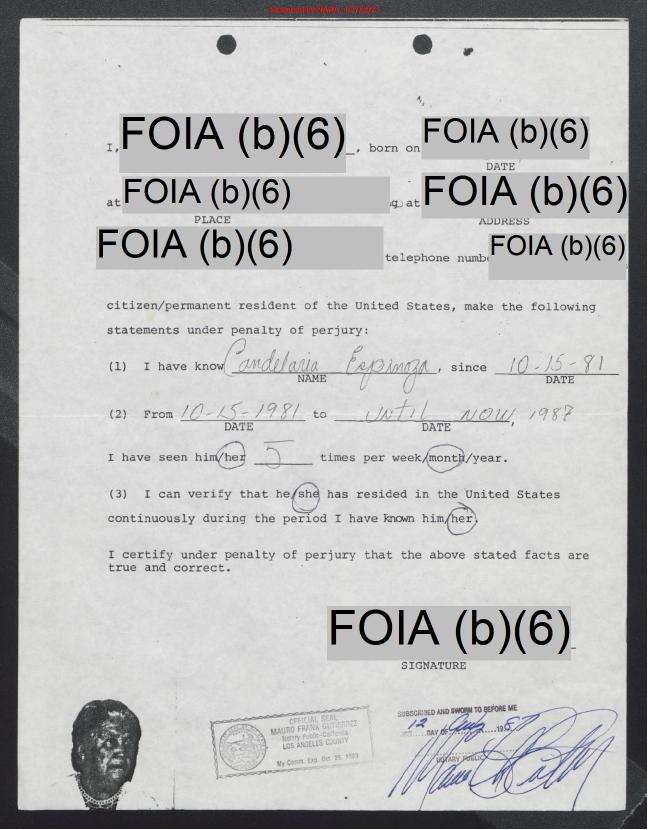 I, FOIA (b)(6), born on FOIA (b)(6)
DATE
at FOIA (b)(6) g at FOIA (b)(6)
PLACE ADDRESS
FOIA (b)(6) telephone numbe FOIA (b)(6)
citizen/permanent resident of the United States, make the following
statements under penalty of perjury:
(1) I have know Candelaria Espinoza, since 10-15-81
NAME DATE
(2) From 10-15-1981 to UNTIL NOW, 1987
DATE DATE
I have seen him/her 5 times per week/month/year.
(3) I can verify that he/she has resided in the United States
continuously during the period I have known him/her.
I certify under penalty of perjury that the above stated facts are
true and correct.
FOIA (b)(6)
SIGNATURE
OFFICIAL SEAL
MAURO FRANK GUTIERREZ
Notary Public-California
LOS ANGELES COUNTY
My Comm. Exp. Oct 25,
SUBSCRIBED AND SWORN TO BEFORE ME
12 DAY OF Aug 1987
NOTARY PUBLIC